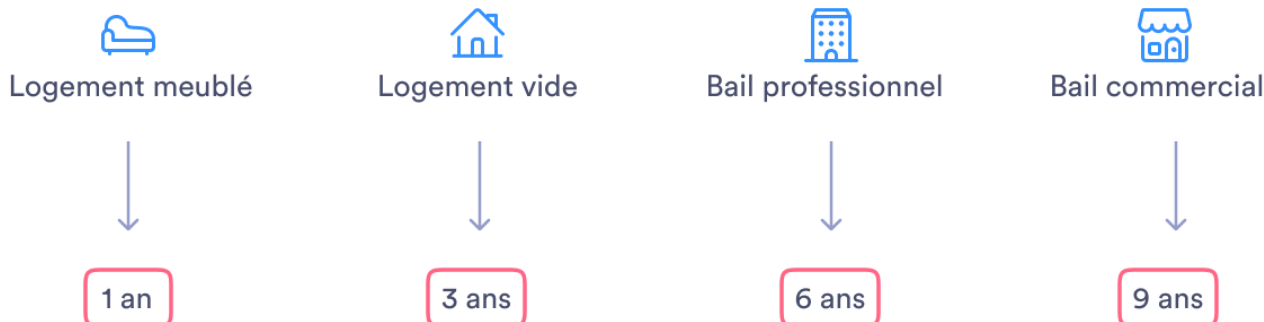 Logement meublé
Logement vide
Bail professionnel
Bail commercial
1 an
3 ans
6 ans
9 ans